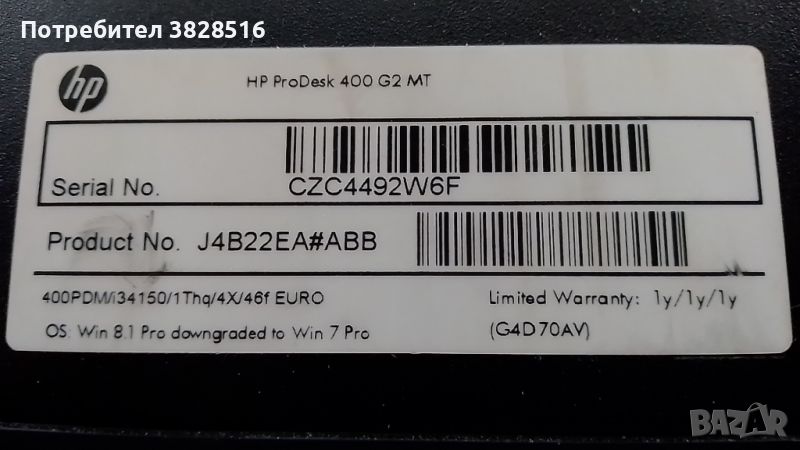 Потребител 3828516
hp
HP ProDesk 400 G2 MT
Serial No.
CZC4492W6F
Product No. J4B22EA#ABB
400PDM/i34150/1Thq/4X/46f EURO
Limited Warranty: 1y/1y/1y
OS: Win 8.1 Pro downgraded to Win 7 Pro
(G4D70AV)
BAZAR